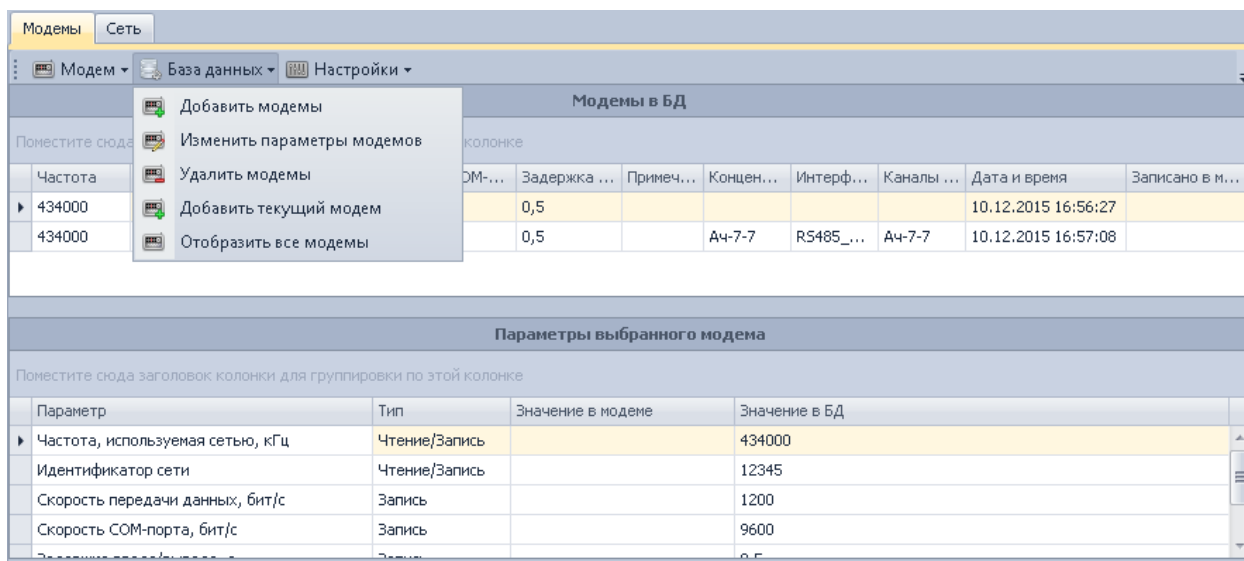 Модемы Сеть
Модем База данных Настройки
Модемы в БД
Добавить модемы
Поместите сюда Изменить параметры модемов колонке
Частота Удалить модемы OM-... Задержка ... Примеч... Концен... Интерф... Каналы ... Дата и время Записано в м...
434000 Добавить текущий модем 0,5 10.12.2015 16:56:27
434000 Отобразить все модемы 0,5 Ач-7-7 RS485_... Ач-7-7 10.12.2015 16:57:08
Параметры выбранного модема
Поместите сюда заголовок колонки для группировки по этой колонке
Параметр Тип Значение в модеме Значение в БД
Частота, используемая сетью, кГц Чтение/Запись 434000
Идентификатор сети Чтение/Запись 12345
Скорость передачи данных, бит/с Запись 1200
Скорость COM-порта, бит/с Запись 9600